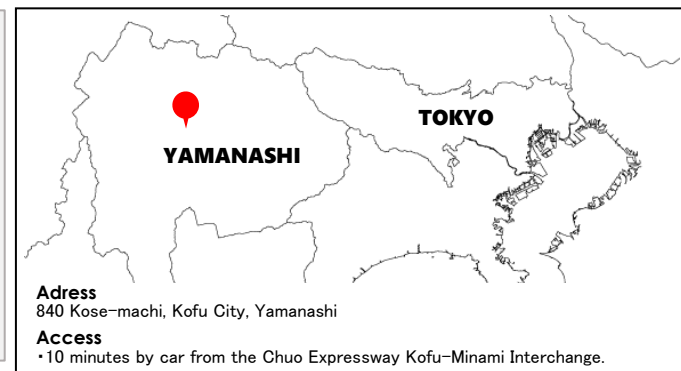 TOKYO
YAMANASHI
Adress
840 Kose-machi, Kofu City, Yamanashi
Access
・10 minutes by car from the Chuo Expressway Kofu-Minami Interchange.